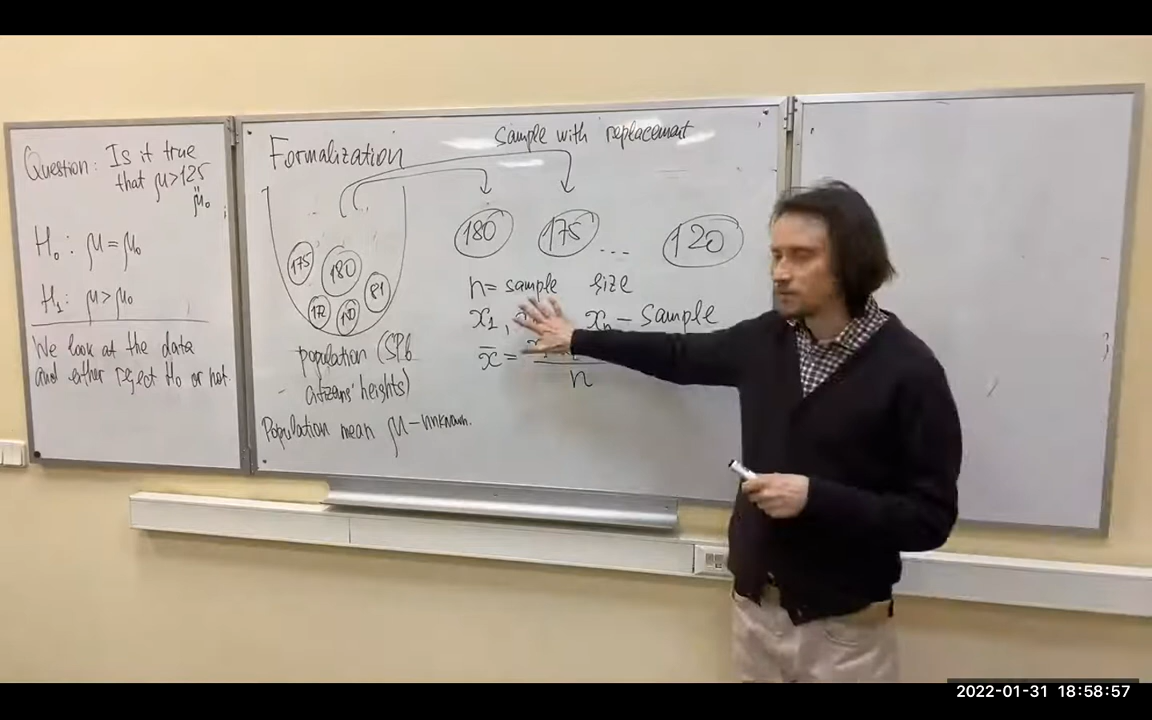 Question: Is it true
that μ>125
"
μ₀
H₀: μ = μ₀
H₁: μ > μ₀
We look at the data
and either reject H₀ or not.
Formalization
sample with replacement
175
180
81
population (SPb
citizens' heights)
Population mean μ - unknown.
180 175 ... 120
n = sample size
x₁, xₙ - sample
x̄ =
n
2022-01-31 18:58:57